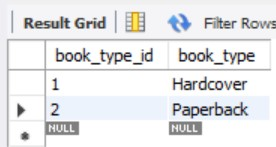 Result Grid Filter Rows
book_type_id book_type
1 Hardcover
2 Paperback
NULL NULL